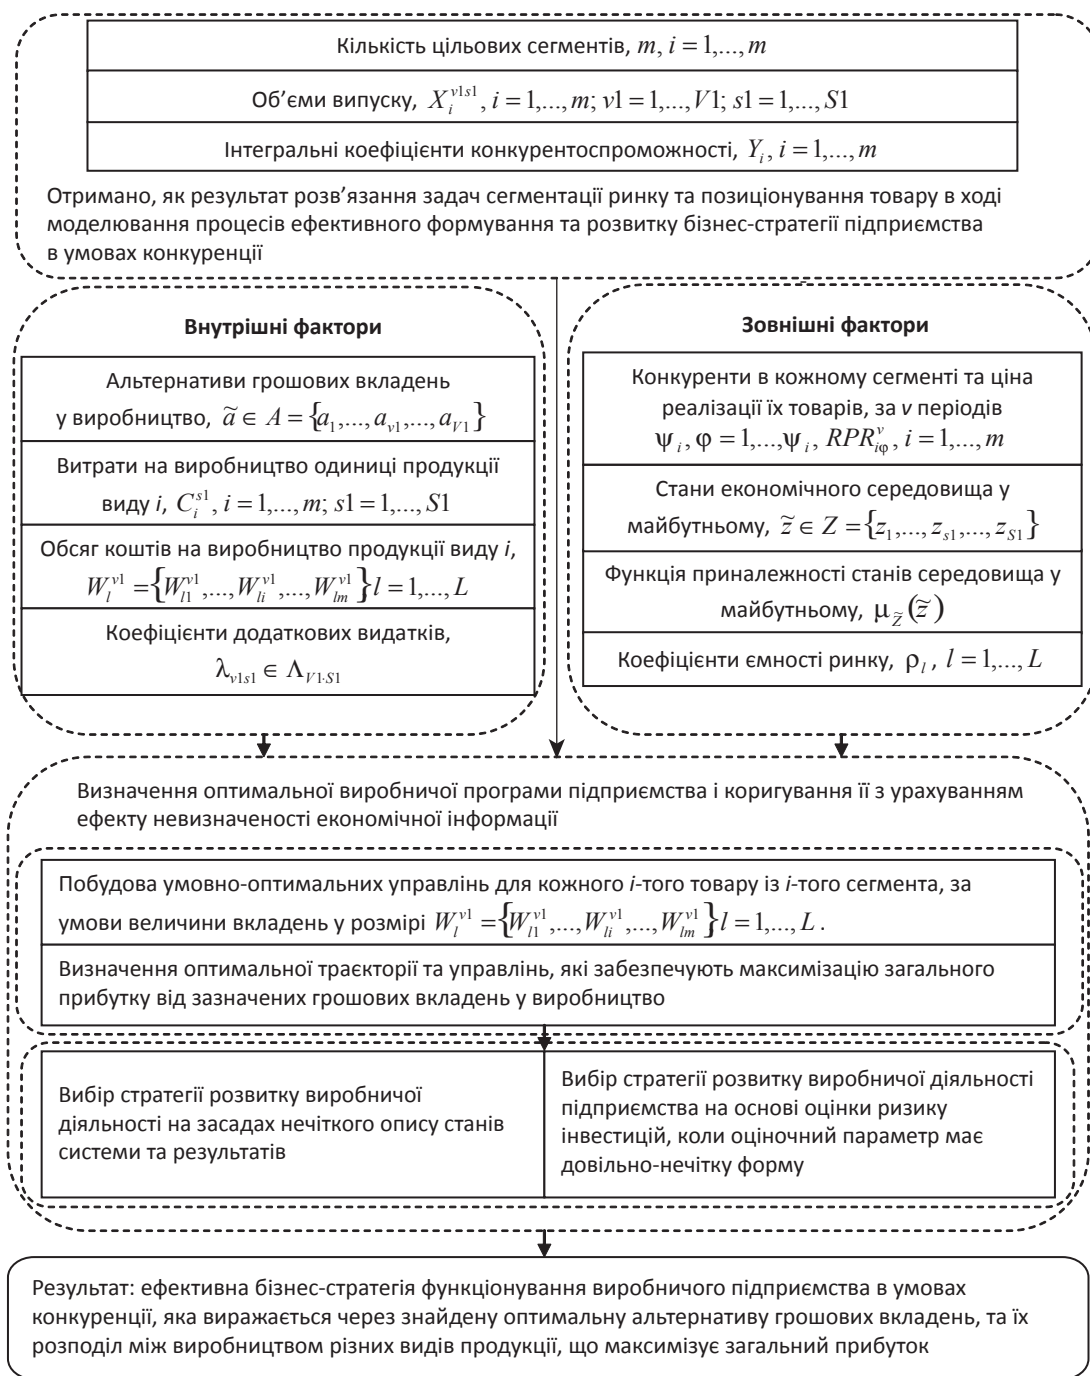 Кількість цільових сегментів, m, i = 1,..., m
Об’єми випуску, X_i^{v1s1}, i = 1,..., m; v1 = 1,..., V1; s1 = 1,..., S1
Інтегральні коефіцієнти конкурентоспроможності, Y_i, i = 1,..., m
Отримано, як результат розв’язання задач сегментації ринку та позиціонування товару в ході
моделювання процесів ефективного формування та розвитку бізнес-стратегії підприємства
в умовах конкуренції
Внутрішні фактори
Альтернативи грошових вкладень
у виробництво, ã ∈ A = {a_1,..., a_{v1},..., a_{V1}}
Витрати на виробництво одиниці продукції
виду i, C_i^{s1}, i = 1,..., m; s1 = 1,..., S1
Обсяг коштів на виробництво продукції виду i,
W_l^{v1} = {W_{l1}^{v1},..., W_{li}^{v1},..., W_{lm}^{v1}} l = 1,..., L
Коефіцієнти додаткових видатків,
λ_{v1s1} ∈ Λ_{V1·S1}
Зовнішні фактори
Конкуренти в кожному сегменті та ціна
реалізації їх товарів, за v періодів
ψ_i, φ = 1,..., ψ_i, RPR_{iφ}^v, i = 1,..., m
Стани економічного середовища у
майбутньому, z̃ ∈ Z = {z_1,..., z_{s1},..., z_{S1}}
Функція приналежності станів середовища у
майбутньому, μ_{Z̃}(z̃)
Коефіцієнти ємності ринку, ρ_l, l = 1,..., L
Визначення оптимальної виробничої програми підприємства і коригування її з урахуванням
ефекту невизначеності економічної інформації
Побудова умовно-оптимальних управлінь для кожного i-того товару із i-того сегмента, за
умови величини вкладень у розмірі W_l^{v1} = {W_{l1}^{v1},..., W_{li}^{v1},..., W_{lm}^{v1}} l = 1,..., L .
Визначення оптимальної траєкторії та управлінь, які забезпечують максимізацію загального
прибутку від зазначених грошових вкладень у виробництво
Вибір стратегії розвитку виробничої
діяльності на засадах нечіткого опису станів
системи та результатів
Вибір стратегії розвитку виробничої діяльності
підприємства на основі оцінки ризику
інвестицій, коли оціночний параметр має
довільно-нечітку форму
Результат: ефективна бізнес-стратегія функціонування виробничого підприємства в умовах
конкуренції, яка виражається через знайдену оптимальну альтернативу грошових вкладень, та їх
розподіл між виробництвом різних видів продукції, що максимізує загальний прибуток